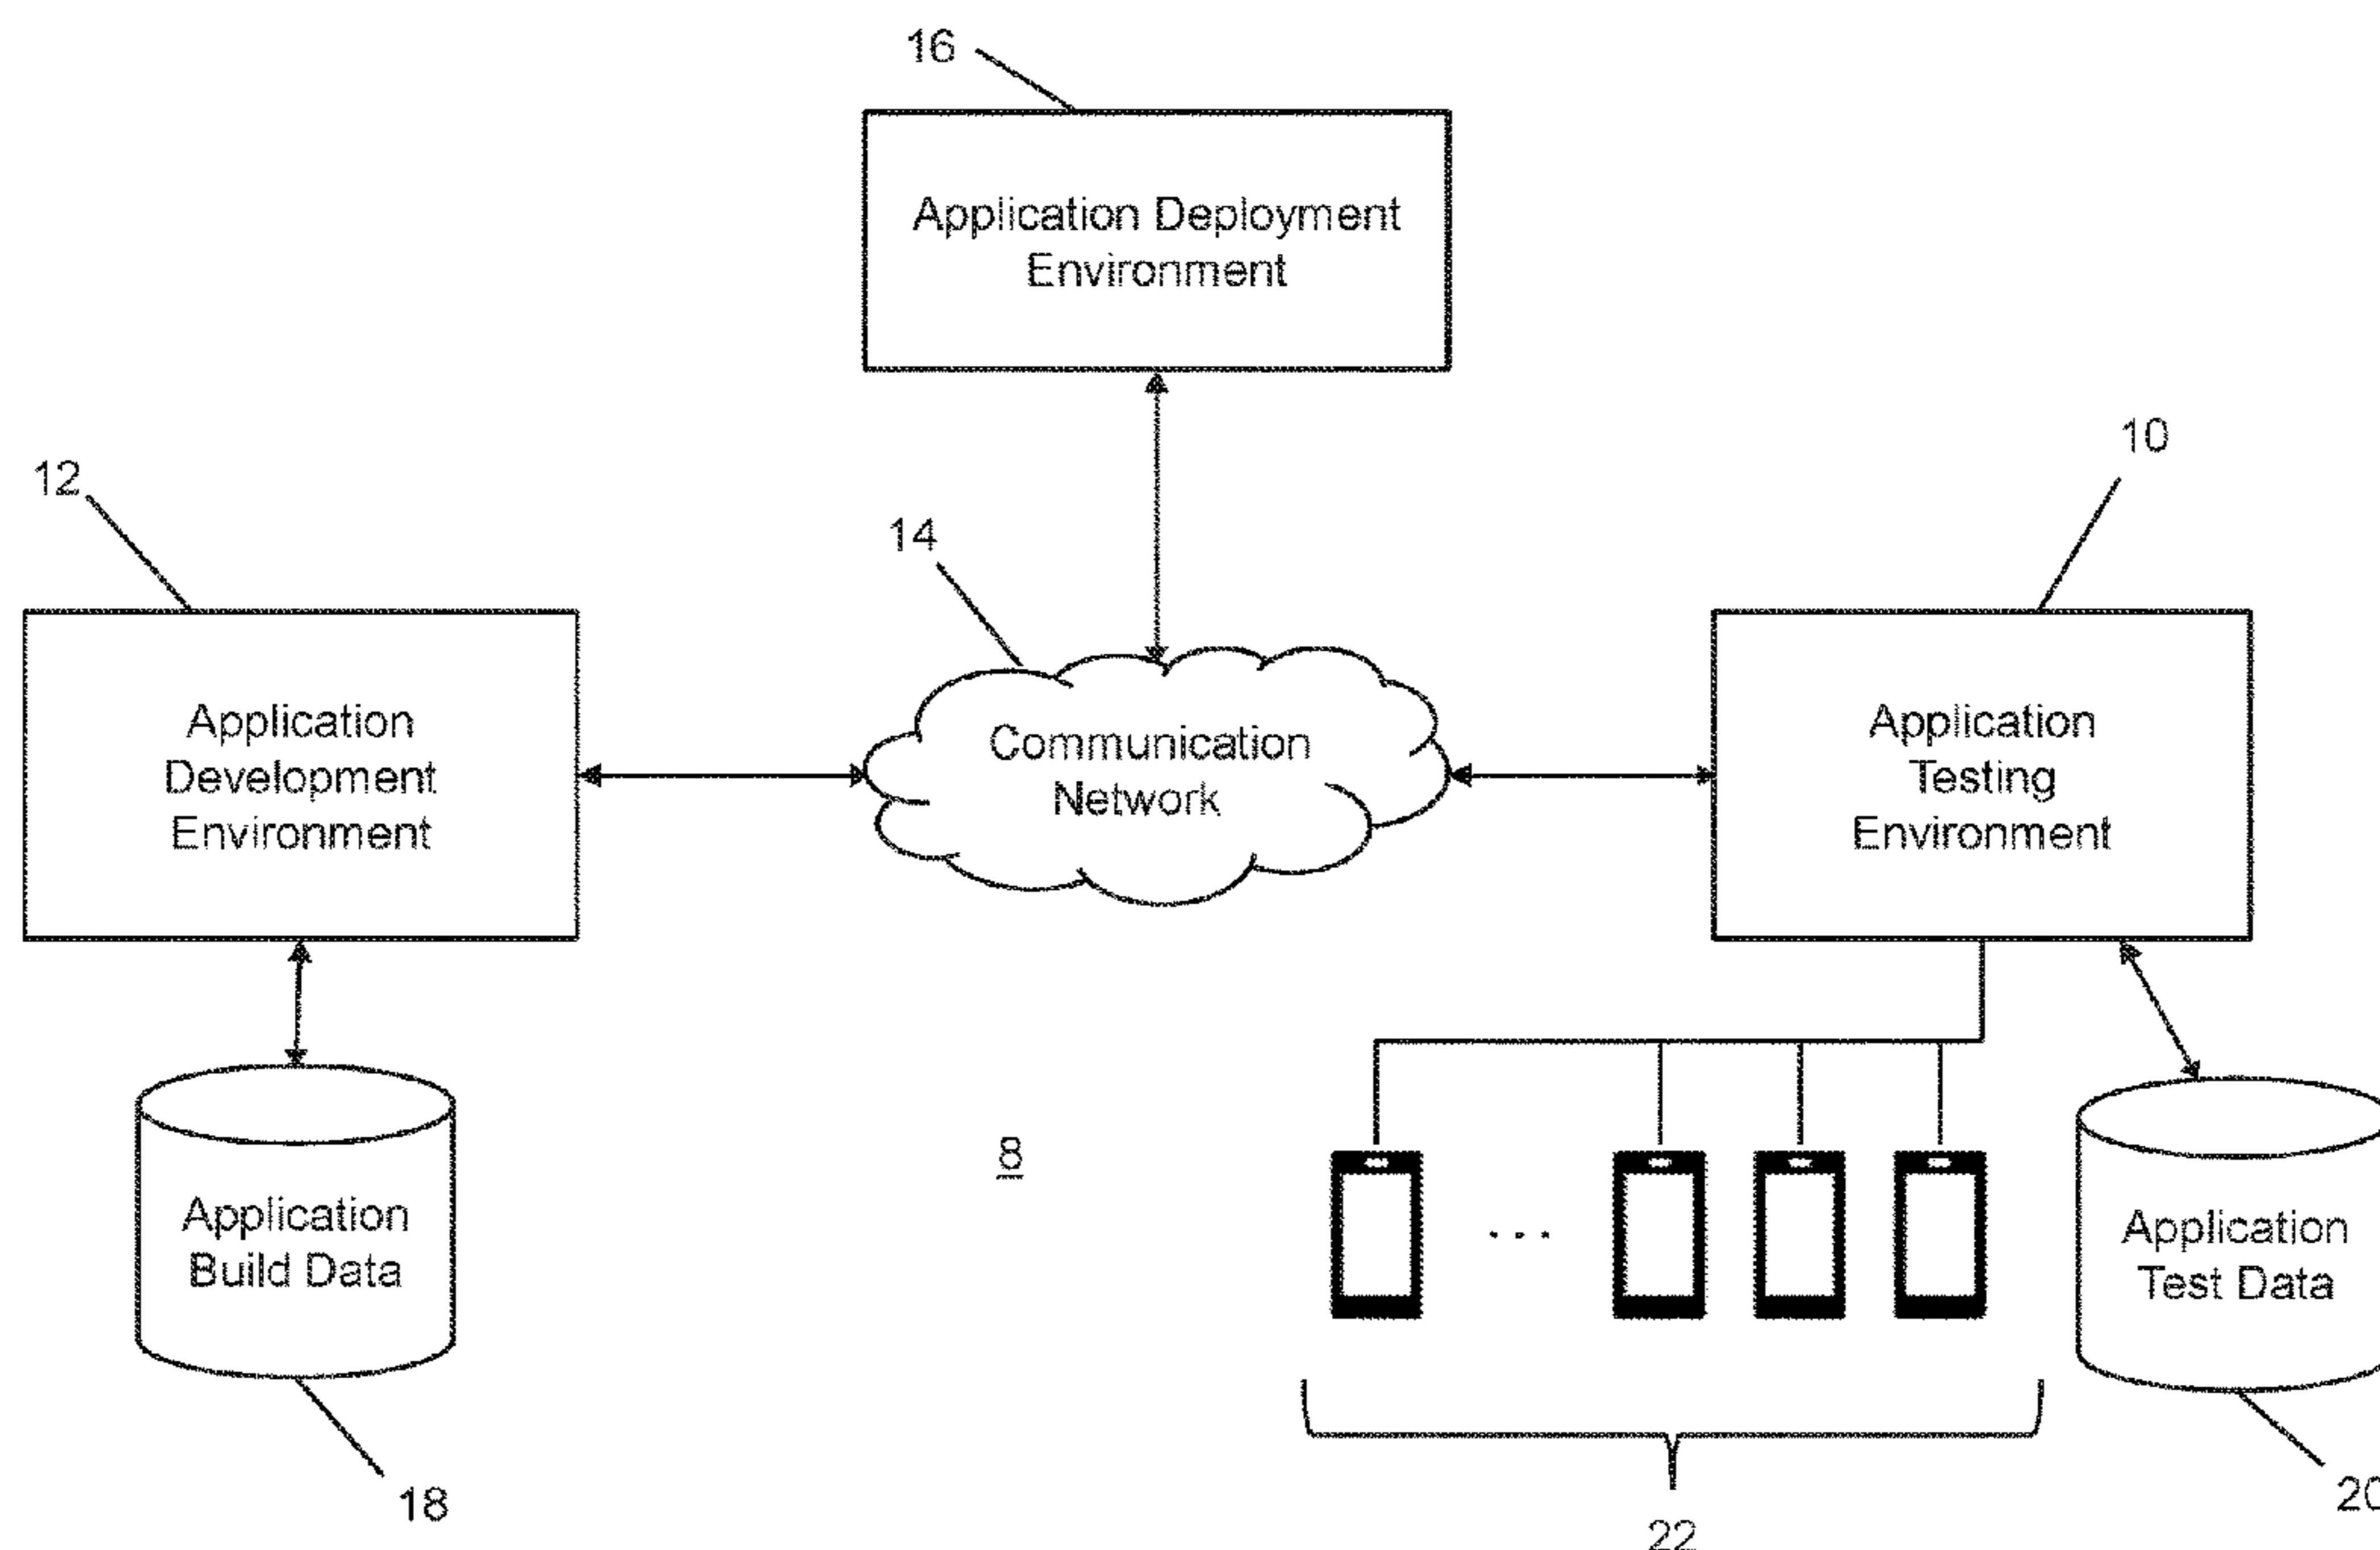 16
Application Deployment
Environment
12
14
10
Application
Development
Environment
Communication
Network
Application
Testing
Environment
8
Application
Build Data
...
Application
Test Data
18
22
20